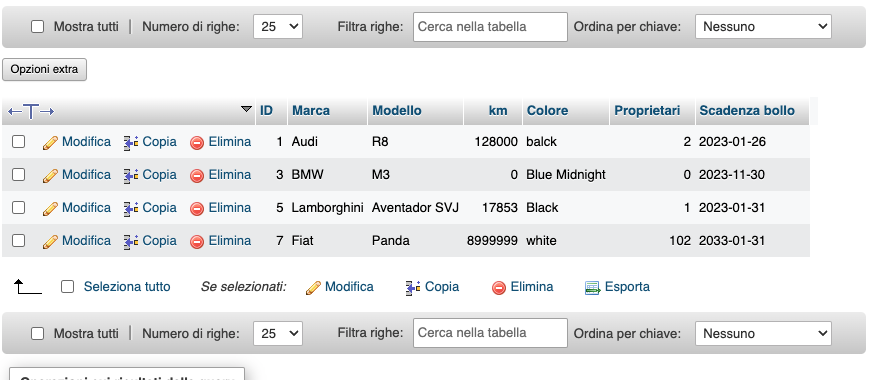 Mostra tutti | Numero di righe: 25 Filtra righe: Cerca nella tabella Ordina per chiave: Nessuno
Opzioni extra
←T→ ID Marca Modello km Colore Proprietari Scadenza bollo
Modifica Copia Elimina 1 Audi R8 128000 balck 2 2023-01-26
Modifica Copia Elimina 3 BMW M3 0 Blue Midnight 0 2023-11-30
Modifica Copia Elimina 5 Lamborghini Aventador SVJ 17853 Black 1 2023-01-31
Modifica Copia Elimina 7 Fiat Panda 8999999 white 102 2033-01-31
Seleziona tutto Se selezionati: Modifica Copia Elimina Esporta
Mostra tutti | Numero di righe: 25 Filtra righe: Cerca nella tabella Ordina per chiave: Nessuno